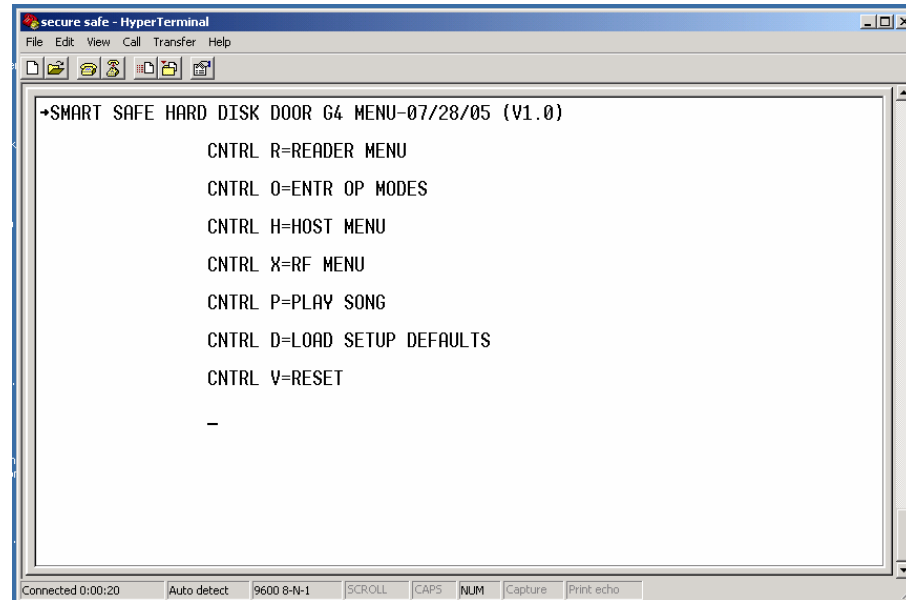 secure safe - HyperTerminal
File Edit View Call Transfer Help
→SMART SAFE HARD DISK DOOR G4 MENU-07/28/05 (V1.0)
CNTRL R=READER MENU
CNTRL O=ENTR OP MODES
CNTRL H=HOST MENU
CNTRL X=RF MENU
CNTRL P=PLAY SONG
CNTRL D=LOAD SETUP DEFAULTS
CNTRL V=RESET
_
Connected 0:00:20 Auto detect 9600 8-N-1 SCROLL CAPS NUM Capture Print echo